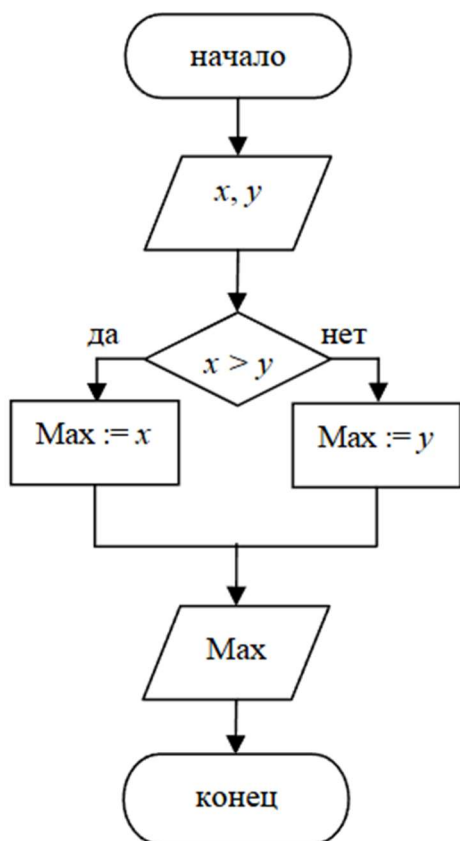 начало
x, y
да
нет
x > y
Max := x
Max := y
Max
конец